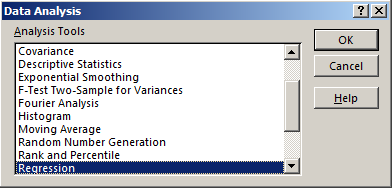 Data Analysis
Analysis Tools
Covariance
Descriptive Statistics
Exponential Smoothing
F-Test Two-Sample for Variances
Fourier Analysis
Histogram
Moving Average
Random Number Generation
Rank and Percentile
Regression
OK
Cancel
Help